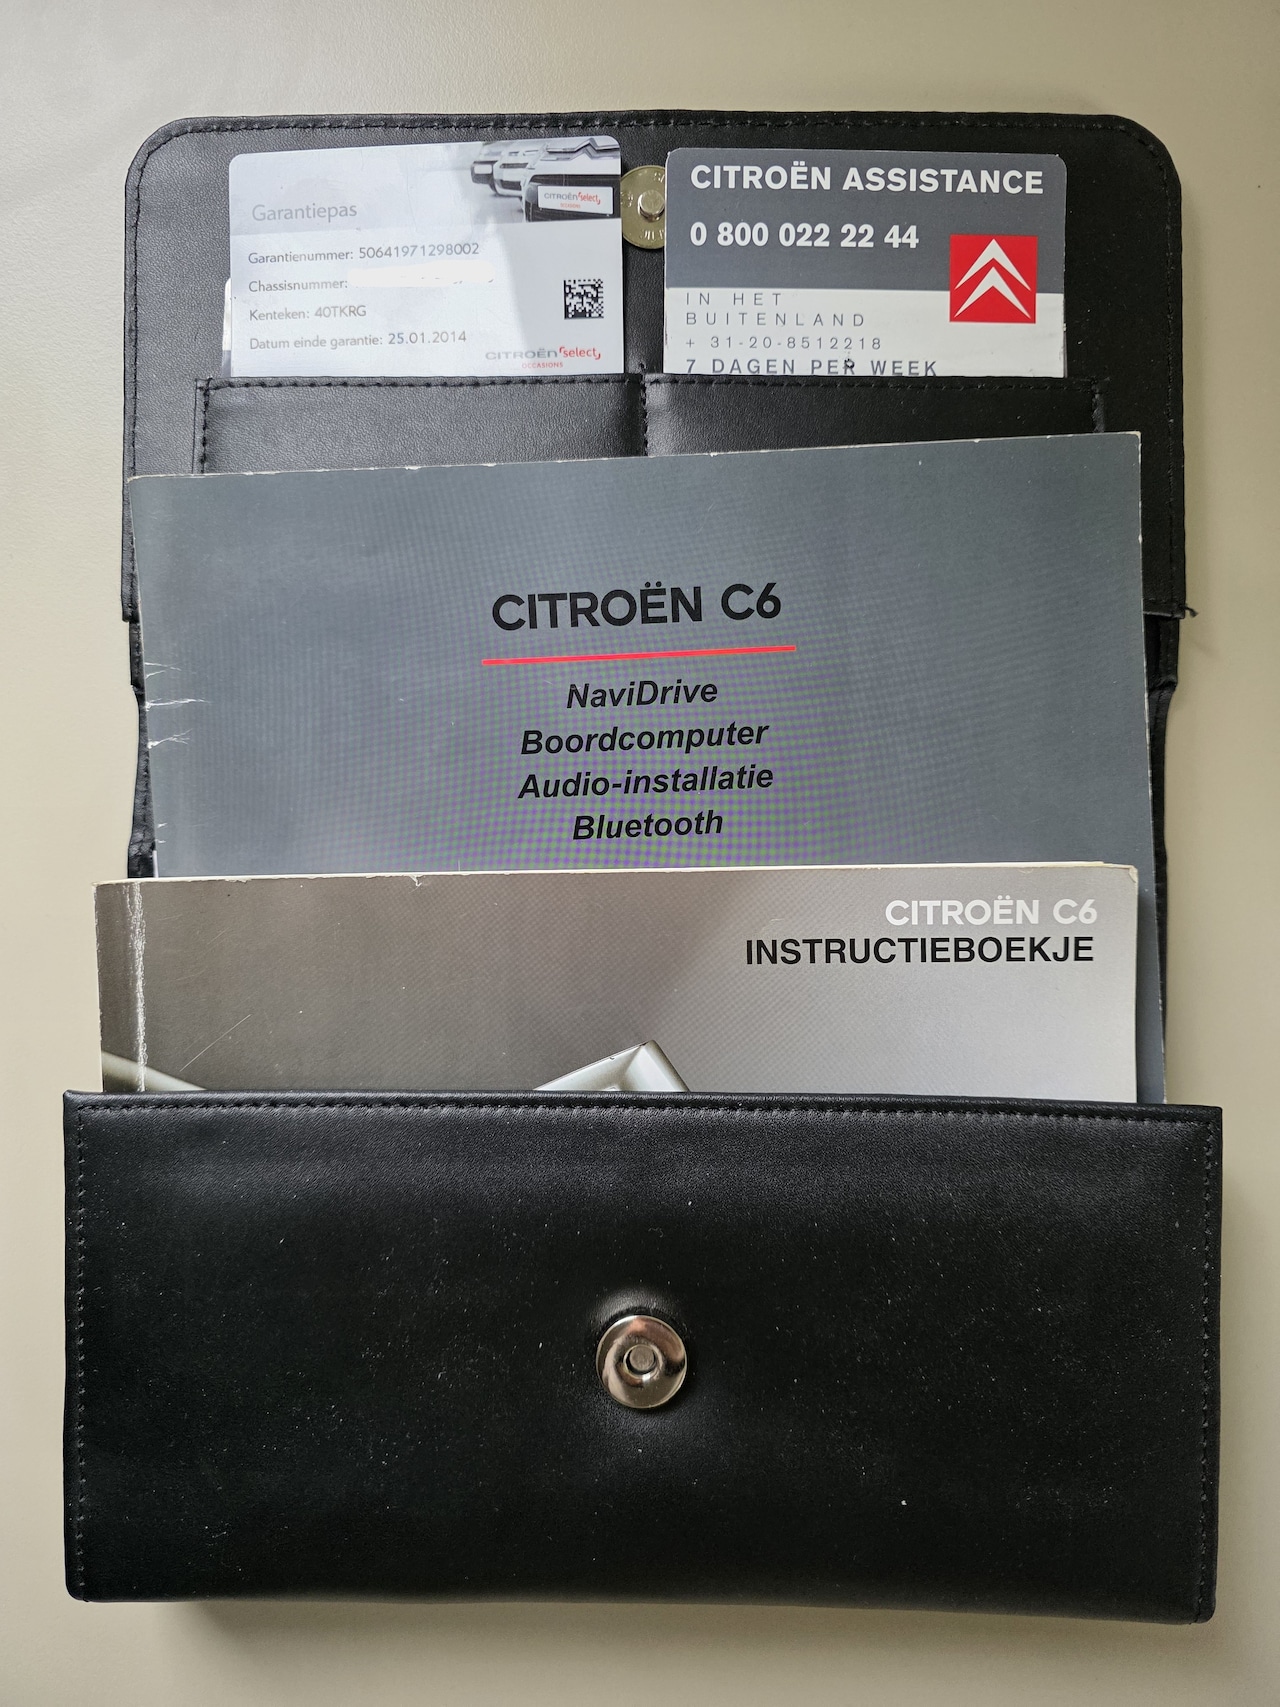 Garantiepas
CITROËN select
Garantienummer: 50641971298002
Chassisnummer:
Kenteken: 40TKRG
Datum einde garantie: 25.01.2014
CITROËN select
OCCASIONS
CITROËN ASSISTANCE
0 800 022 22 44
IN HET
BUITENLAND
+ 31-20-8512218
7 DAGEN PER WEEK
CITROËN C6
NaviDrive
Boordcomputer
Audio-installatie
Bluetooth
CITROËN C6
INSTRUCTIEBOEKJE